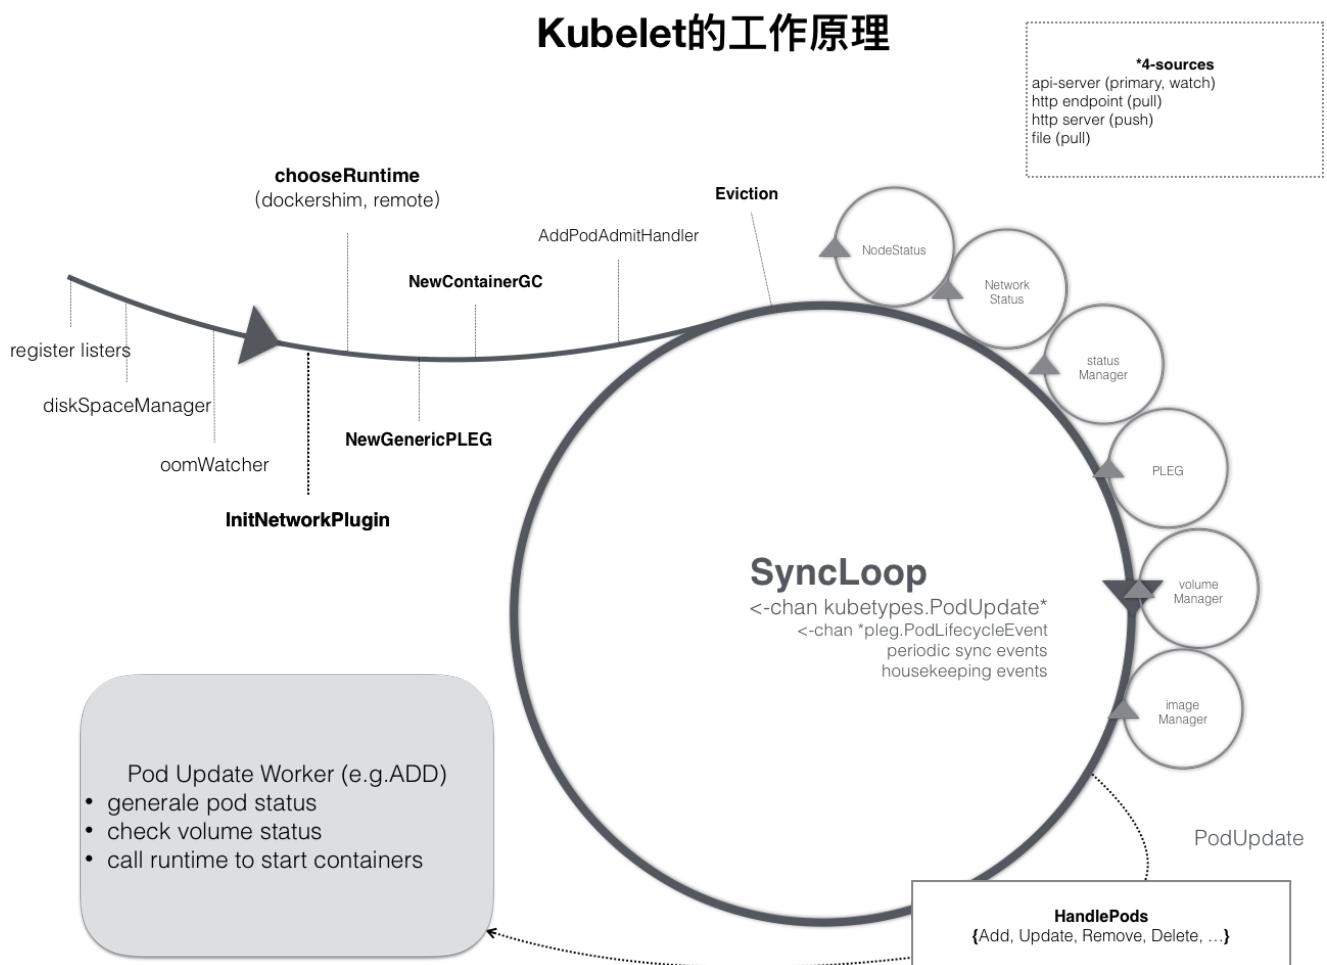 Kubelet的工作原理
*4-sources
api-server (primary, watch)
http endpoint (pull)
http server (push)
file (pull)
chooseRuntime
(dockershim, remote)
Eviction
AddPodAdmitHandler
NewContainerGC
register listers
diskSpaceManager
oomWatcher
NewGenericPLEG
InitNetworkPlugin
NodeStatus
Network
Status
status
Manager
PLEG
volume
Manager
image
Manager
SyncLoop
<-chan kubetypes.PodUpdate*
<-chan *pleg.PodLifecycleEvent
periodic sync events
housekeeping events
Pod Update Worker (e.g.ADD)
• generale pod status
• check volume status
• call runtime to start containers
PodUpdate
HandlePods
{Add, Update, Remove, Delete, ...}